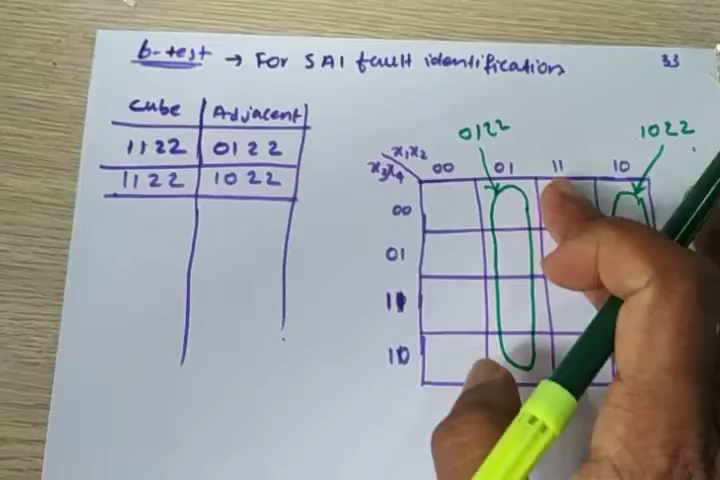 b-test → For SA1 fault identification
33
Cube Adjacent
1122 0122
1122 1022
0122 1022
x₁x₂
x₃x₄ 00 01 11 10
00
01
11
10